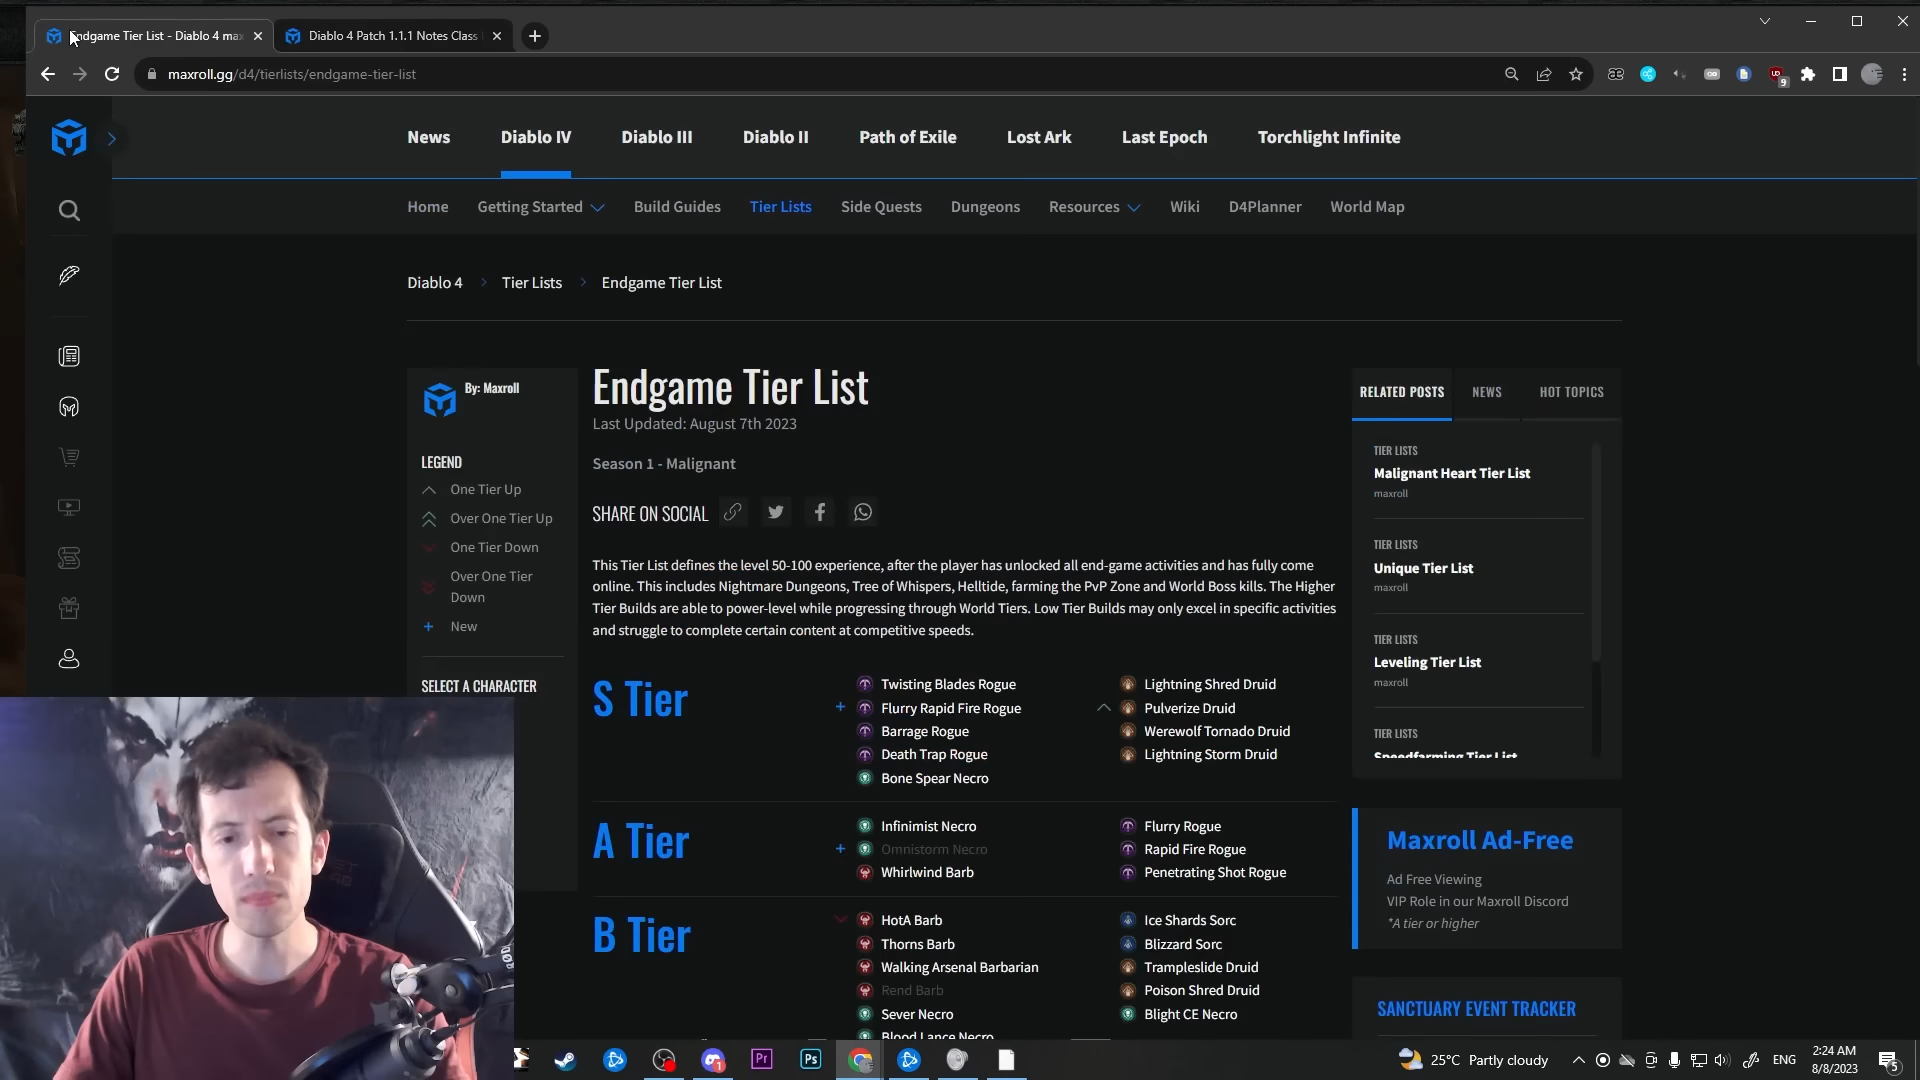 Endgame Tier List - Diablo 4 max
Diablo 4 Patch 1.1.1 Notes Class
maxroll.gg/d4/tierlists/endgame-tier-list
9
News Diablo IV Diablo III Diablo II Path of Exile Lost Ark Last Epoch Torchlight Infinite
Home Getting Started Build Guides Tier Lists Side Quests Dungeons Resources Wiki D4Planner World Map
Diablo 4 > Tier Lists > Endgame Tier List
By: Maxroll
LEGEND
One Tier Up
Over One Tier Up
One Tier Down
Over One Tier
Down
+ New
SELECT A CHARACTER
Endgame Tier List
Last Updated: August 7th 2023
Season 1 - Malignant
SHARE ON SOCIAL
This Tier List defines the level 50-100 experience, after the player has unlocked all end-game activities and has fully come
online. This includes Nightmare Dungeons, Tree of Whispers, Helltide, farming the PvP Zone and World Boss kills. The Higher
Tier Builds are able to power-level while progressing through World Tiers. Low Tier Builds may only excel in specific activities
and struggle to complete certain content at competitive speeds.
S Tier
Twisting Blades Rogue
+ Flurry Rapid Fire Rogue
Barrage Rogue
Death Trap Rogue
Bone Spear Necro
Lightning Shred Druid
Pulverize Druid
Werewolf Tornado Druid
Lightning Storm Druid
A Tier
Infinimist Necro
+ Omnistorm Necro
Whirlwind Barb
Flurry Rogue
Rapid Fire Rogue
Penetrating Shot Rogue
B Tier
HotA Barb
Thorns Barb
Walking Arsenal Barbarian
Rend Barb
Sever Necro
Blood Lance Necro
Ice Shards Sorc
Blizzard Sorc
Trampleslide Druid
Poison Shred Druid
Blight CE Necro
RELATED POSTS NEWS HOT TOPICS
TIER LISTS
Malignant Heart Tier List
maxroll
TIER LISTS
Unique Tier List
maxroll
TIER LISTS
Leveling Tier List
maxroll
TIER LISTS
Speedfarming Tier List
Maxroll Ad-Free
Ad Free Viewing
VIP Role in our Maxroll Discord
*A tier or higher
SANCTUARY EVENT TRACKER
1
Pr
Ps
25°C Partly cloudy
ENG
2:24 AM
8/8/2023
5